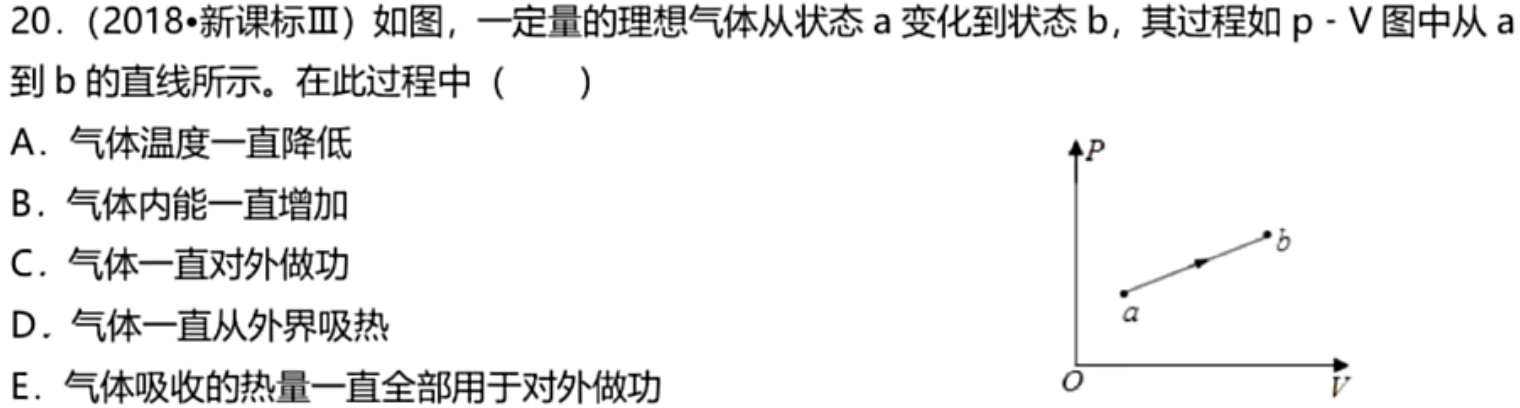 20.(2018•新课标Ⅲ)如图，一定量的理想气体从状态 a 变化到状态 b，其过程如 p - V 图中从 a
到 b 的直线所示。在此过程中（　　）
A．气体温度一直降低
B．气体内能一直增加
C．气体一直对外做功
D．气体一直从外界吸热
E．气体吸收的热量一直全部用于对外做功
P
b
a
O
V